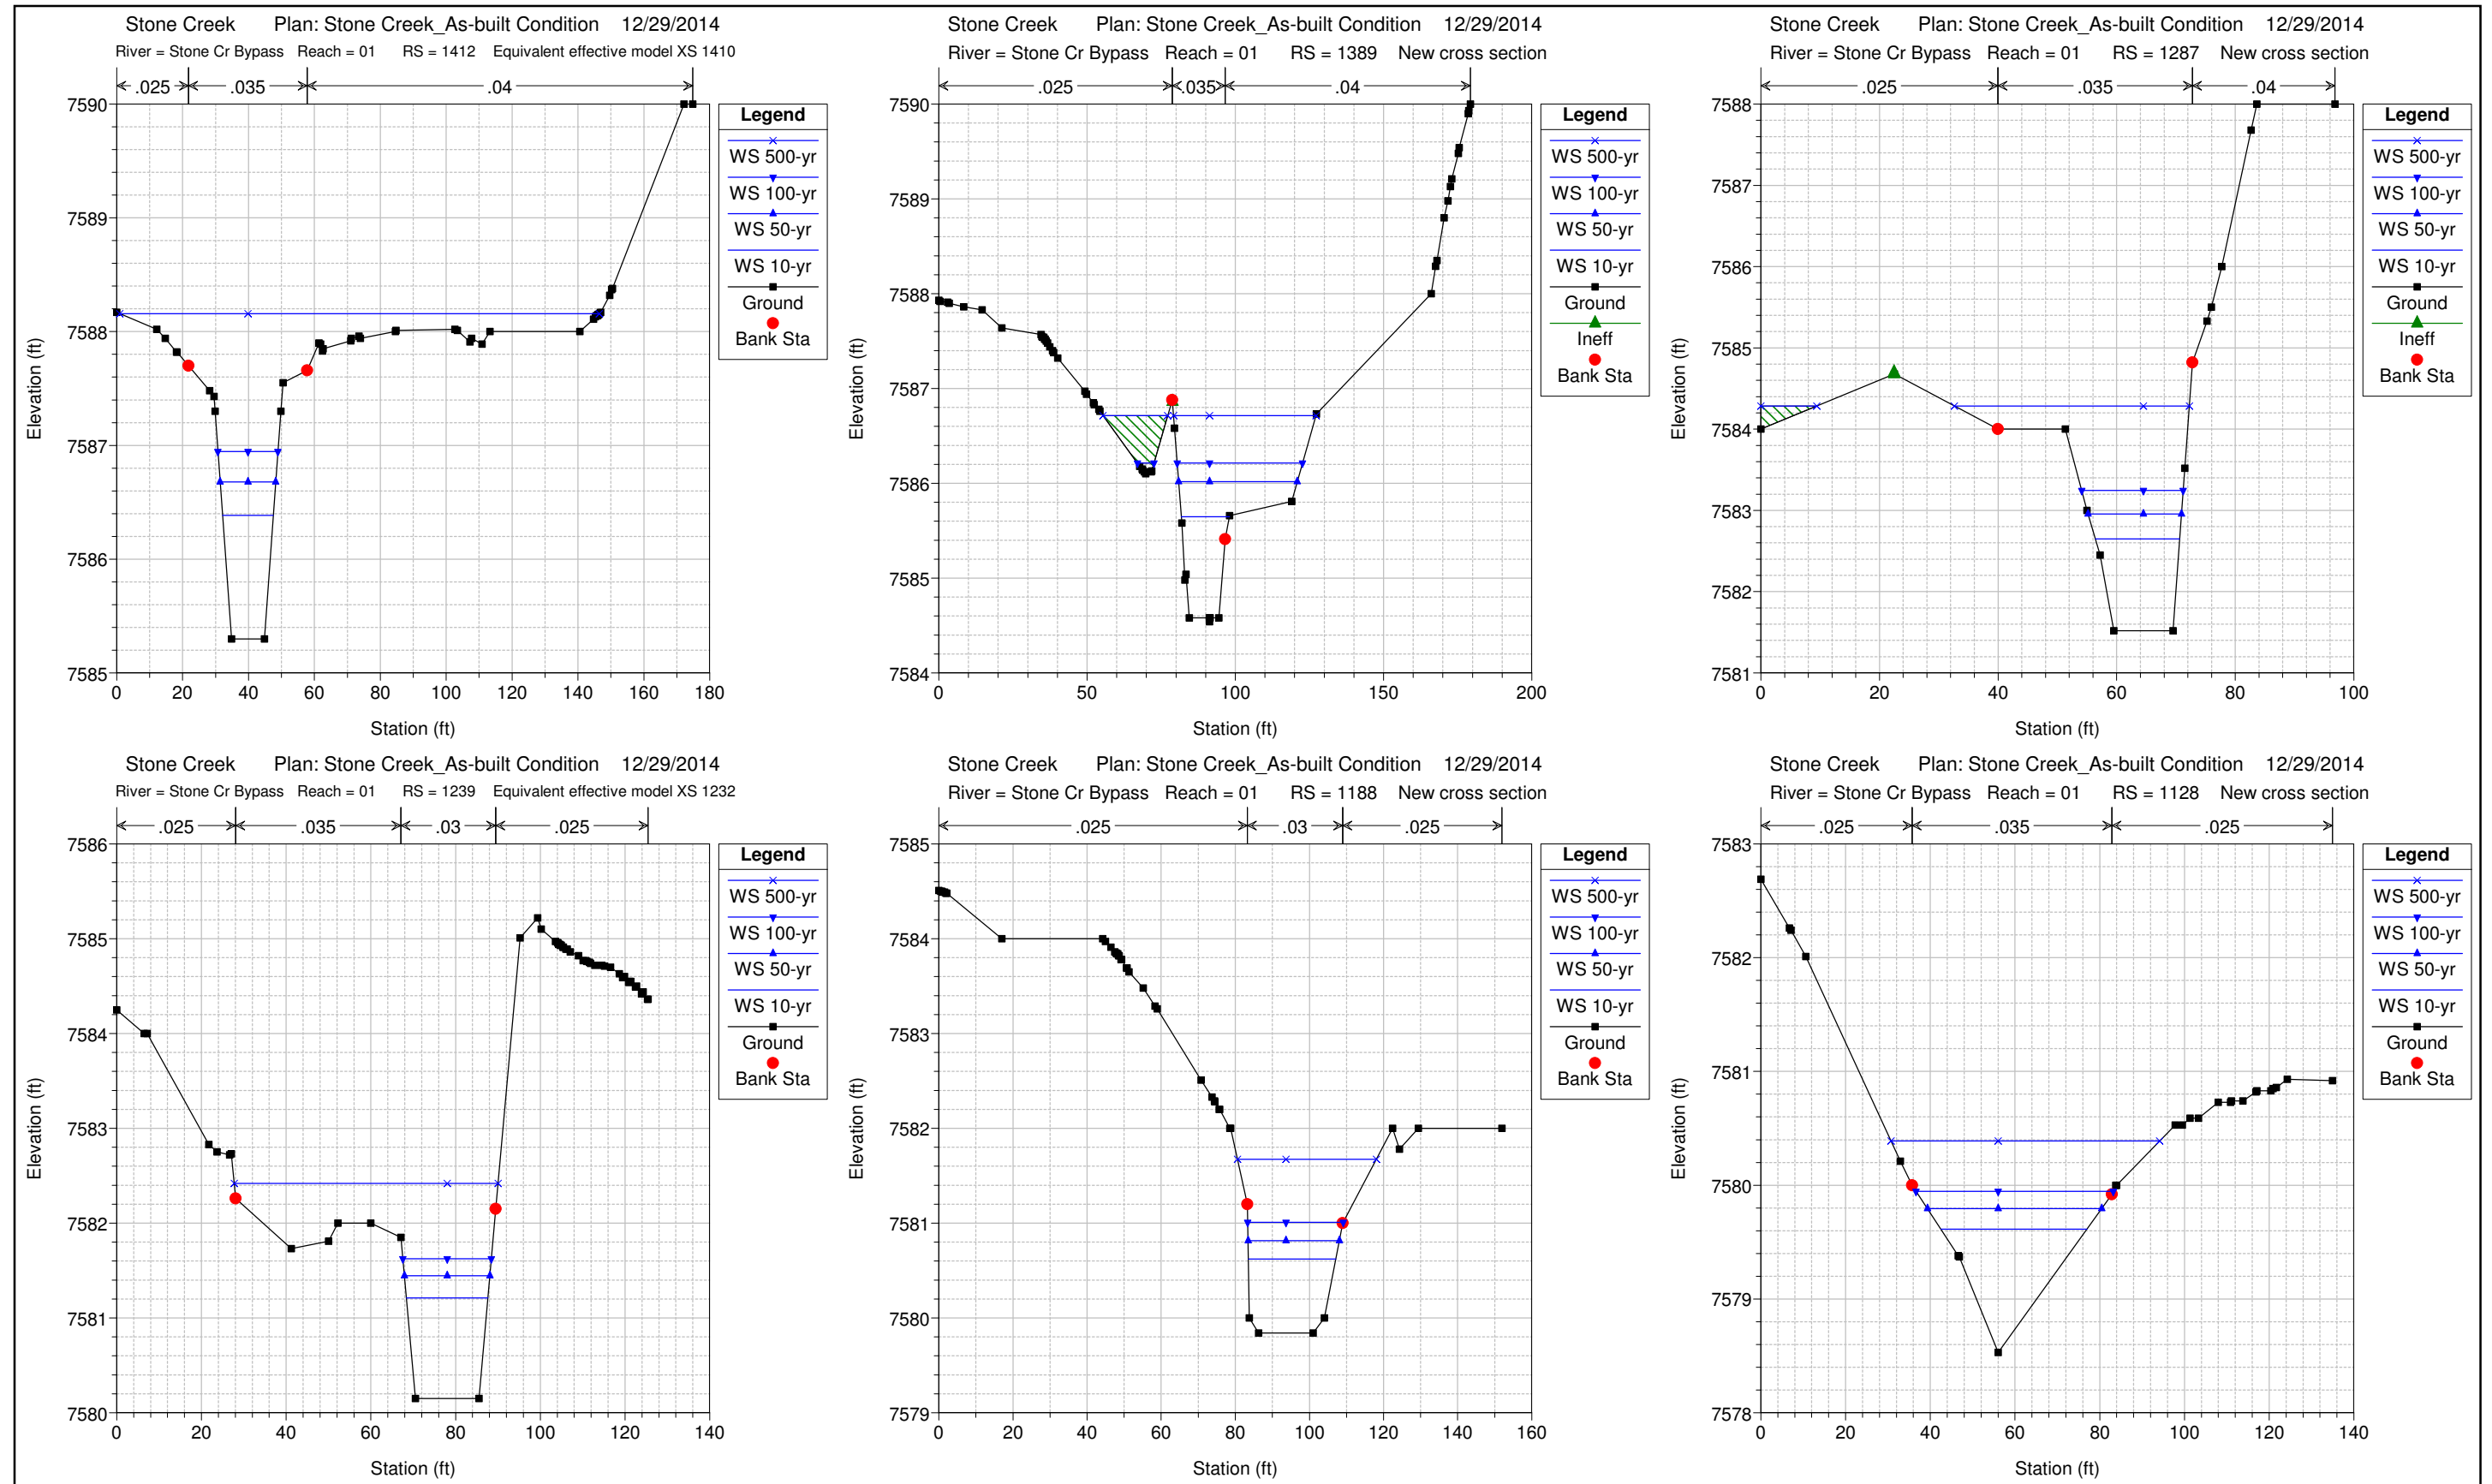 Stone Creek Plan: Stone Creek_As-built Condition 12/29/2014
River = Stone Cr Bypass Reach = 01 RS = 1412 Equivalent effective model XS 1410
.025 .035 .04
7590
7589
7588
7587
7586
7585
Elevation (ft)
0 20 40 60 80 100 120 140 160 180
Station (ft)
Legend
WS 500-yr
WS 100-yr
WS 50-yr
WS 10-yr
Ground
Bank Sta
Stone Creek Plan: Stone Creek_As-built Condition 12/29/2014
River = Stone Cr Bypass Reach = 01 RS = 1389 New cross section
.025 .035 .04
7590
7589
7588
7587
7586
7585
7584
Elevation (ft)
0 50 100 150 200
Station (ft)
Legend
WS 500-yr
WS 100-yr
WS 50-yr
WS 10-yr
Ground
Ineff
Bank Sta
Stone Creek Plan: Stone Creek_As-built Condition 12/29/2014
River = Stone Cr Bypass Reach = 01 RS = 1287 New cross section
.025 .035 .04
7588
7587
7586
7585
7584
7583
7582
7581
Elevation (ft)
0 20 40 60 80 100
Station (ft)
Legend
WS 500-yr
WS 100-yr
WS 50-yr
WS 10-yr
Ground
Ineff
Bank Sta
Stone Creek Plan: Stone Creek_As-built Condition 12/29/2014
River = Stone Cr Bypass Reach = 01 RS = 1239 Equivalent effective model XS 1232
.025 .035 .03 .025
7586
7585
7584
7583
7582
7581
7580
Elevation (ft)
0 20 40 60 80 100 120 140
Station (ft)
Legend
WS 500-yr
WS 100-yr
WS 50-yr
WS 10-yr
Ground
Bank Sta
Stone Creek Plan: Stone Creek_As-built Condition 12/29/2014
River = Stone Cr Bypass Reach = 01 RS = 1188 New cross section
.025 .03 .025
7585
7584
7583
7582
7581
7580
7579
Elevation (ft)
0 20 40 60 80 100 120 140 160
Station (ft)
Legend
WS 500-yr
WS 100-yr
WS 50-yr
WS 10-yr
Ground
Bank Sta
Stone Creek Plan: Stone Creek_As-built Condition 12/29/2014
River = Stone Cr Bypass Reach = 01 RS = 1128 New cross section
.025 .035 .025
7583
7582
7581
7580
7579
7578
Elevation (ft)
0 20 40 60 80 100 120 140
Station (ft)
Legend
WS 500-yr
WS 100-yr
WS 50-yr
WS 10-yr
Ground
Bank Sta